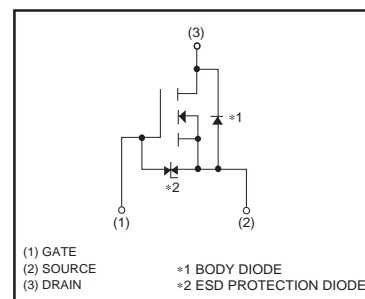 (3)
∗1
∗2
(1)
(2)
(1) GATE
(2) SOURCE
(3) DRAIN
∗1 BODY DIODE
∗2 ESD PROTECTION DIODE